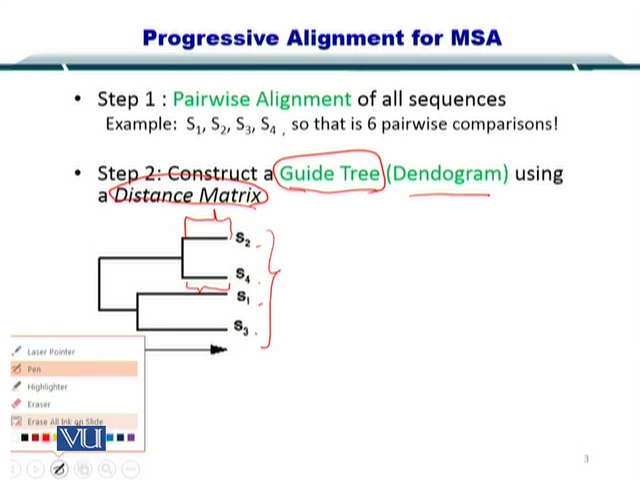 Progressive Alignment for MSA
• Step 1 : Pairwise Alignment of all sequences
Example: S1, S2, S3, S4 , so that is 6 pairwise comparisons!
• Step 2: Construct a Guide Tree (Dendogram) using
a Distance Matrix
S2
S4
S1
S3
Laser Pointer
Pen
Highlighter
Eraser
Erase All Ink on Slide
VU
3